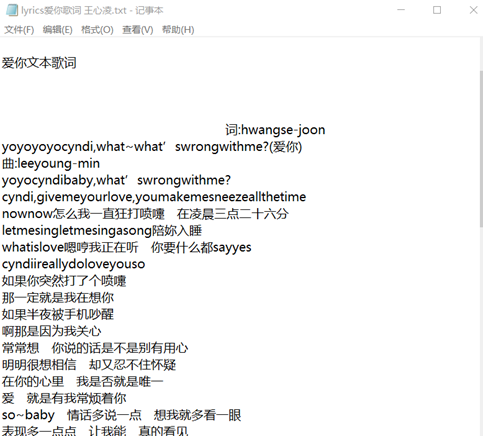 lyrics爱你歌词 王心凌.txt - 记事本
文件(F) 编辑(E) 格式(O) 查看(V) 帮助(H)
爱你文本歌词
词:hwangse-joon
yoyoyoyocyndi,what~what’swrongwithme?(爱你)
曲:leeyoung-min
yoyocyndibaby,what’swrongwithme?
cyndi,givemeyourlove,youmakemesneezeallthetime
nownow怎么我一直狂打喷嚏　在凌晨三点二十六分
letmesingletmesingasong陪妳入睡
whatislove嗯哼我正在听　你要什么都sayyes
cyndiireallydoloveyouso
如果你突然打了个喷嚏
那一定就是我在想你
如果半夜被手机吵醒
啊那是因为我关心
常常想　你说的话是不是别有用心
明明很想相信　却又忍不住怀疑
在你的心里　我是否就是唯一
爱　就是有我常烦着你
so~baby　情话多说一点　想我就多看一眼
表现多一点点　让我能　真的看见